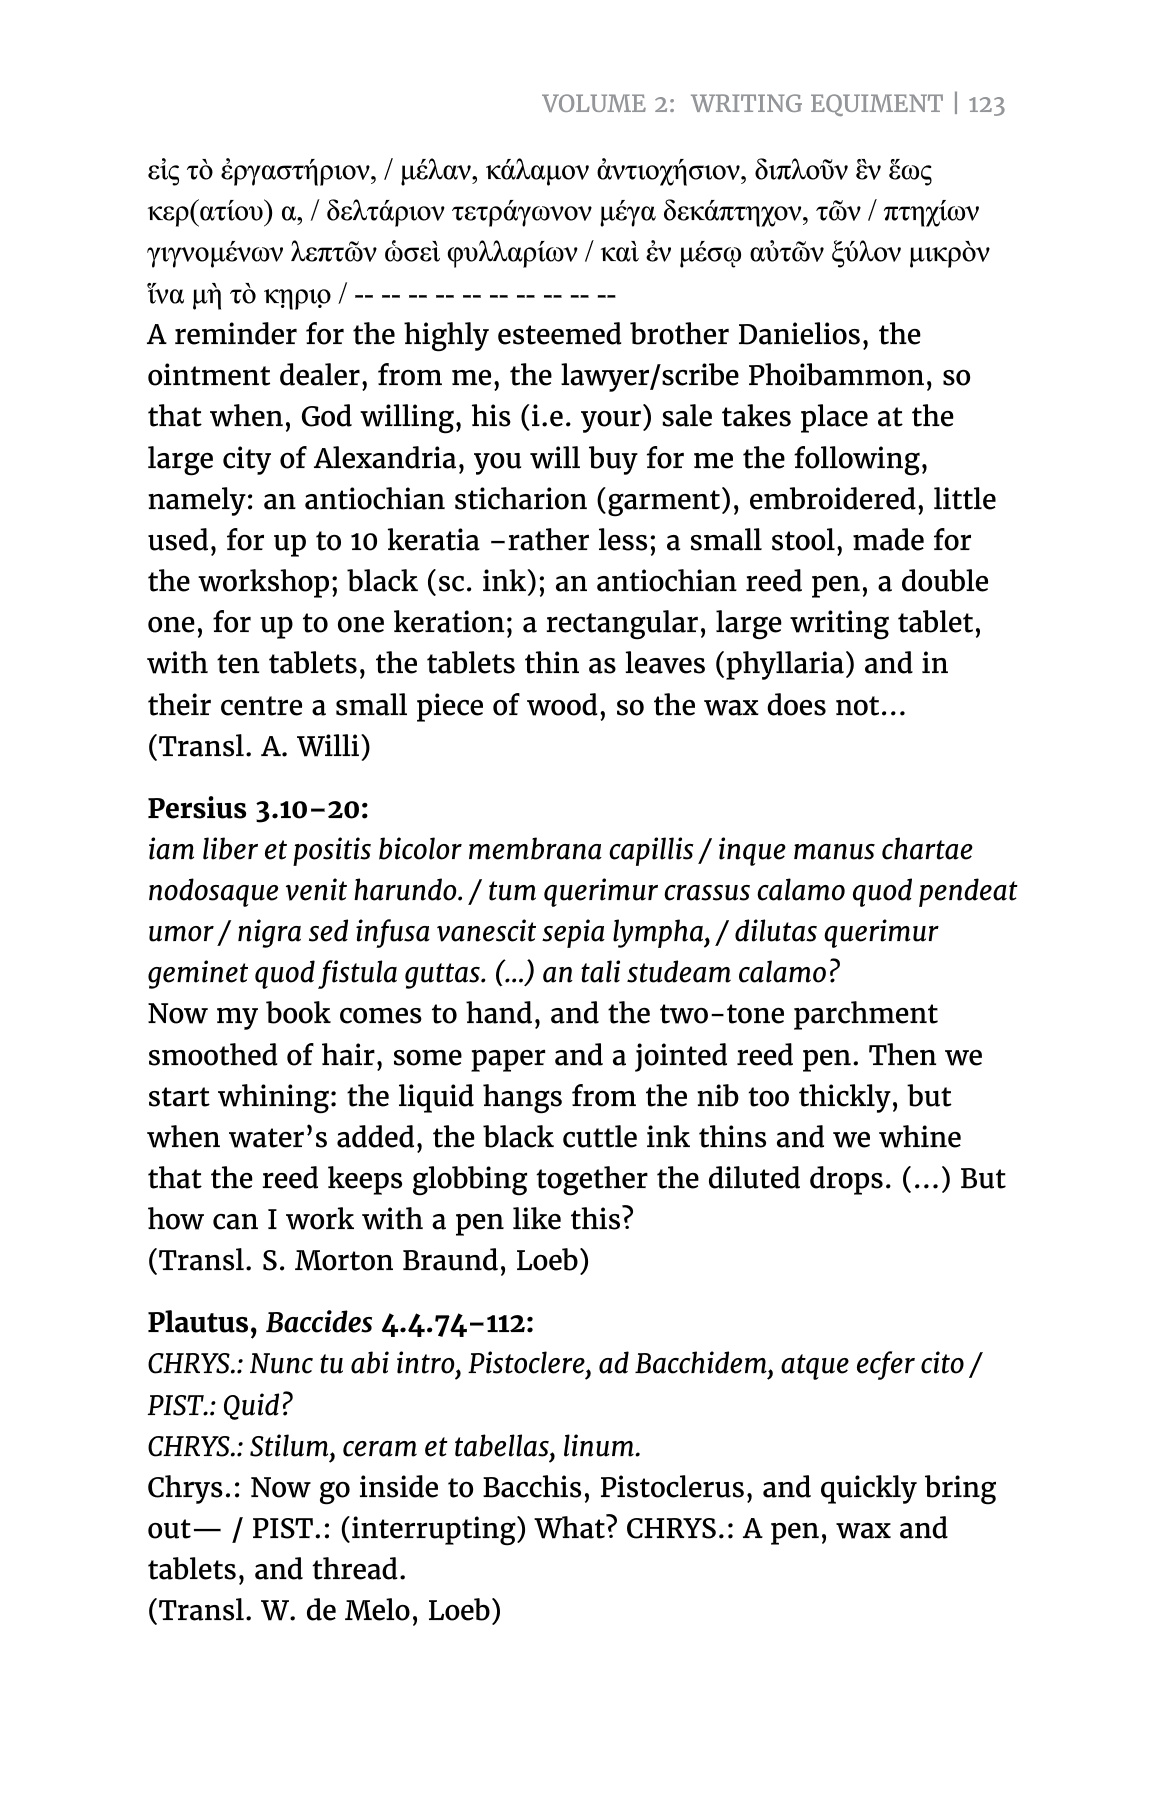 VOLUME 2: WRITING EQUIMENT | 123
εἰς τὸ ἐργαστήριον, / μέλαν, κάλαμον ἀντιοχήσιον, διπλοῦν ἓν ἕως
κερ(ατίου) α, / δελτάριον τετράγωνον μέγα δεκάπτηχον, τῶν / πτηχίων
γιγνομένων λεπτῶν ὡσεὶ φυλλαρίων / καὶ ἐν μέσῳ αὐτῶν ξύλον μικρὸν
ἵνα μὴ τὸ κῃριọ / -- -- -- -- -- -- -- -- -- --
A reminder for the highly esteemed brother Danielios, the
ointment dealer, from me, the lawyer/scribe Phoibammon, so
that when, God willing, his (i.e. your) sale takes place at the
large city of Alexandria, you will buy for me the following,
namely: an antiochian sticharion (garment), embroidered, little
used, for up to 10 keratia –rather less; a small stool, made for
the workshop; black (sc. ink); an antiochian reed pen, a double
one, for up to one keration; a rectangular, large writing tablet,
with ten tablets, the tablets thin as leaves (phyllaria) and in
their centre a small piece of wood, so the wax does not…
(Transl. A. Willi)
Persius 3.10–20:
iam liber et positis bicolor membrana capillis / inque manus chartae
nodosaque venit harundo. / tum querimur crassus calamo quod pendeat
umor / nigra sed infusa vanescit sepia lympha, / dilutas querimur
geminet quod fistula guttas. (…) an tali studeam calamo?
Now my book comes to hand, and the two-tone parchment
smoothed of hair, some paper and a jointed reed pen. Then we
start whining: the liquid hangs from the nib too thickly, but
when water’s added, the black cuttle ink thins and we whine
that the reed keeps globbing together the diluted drops. (…) But
how can I work with a pen like this?
(Transl. S. Morton Braund, Loeb)
Plautus, Baccides 4.4.74–112:
CHRYS.: Nunc tu abi intro, Pistoclere, ad Bacchidem, atque ecfer cito /
PIST.: Quid?
CHRYS.: Stilum, ceram et tabellas, linum.
Chrys.: Now go inside to Bacchis, Pistoclerus, and quickly bring
out— / PIST.: (interrupting) What? CHRYS.: A pen, wax and
tablets, and thread.
(Transl. W. de Melo, Loeb)